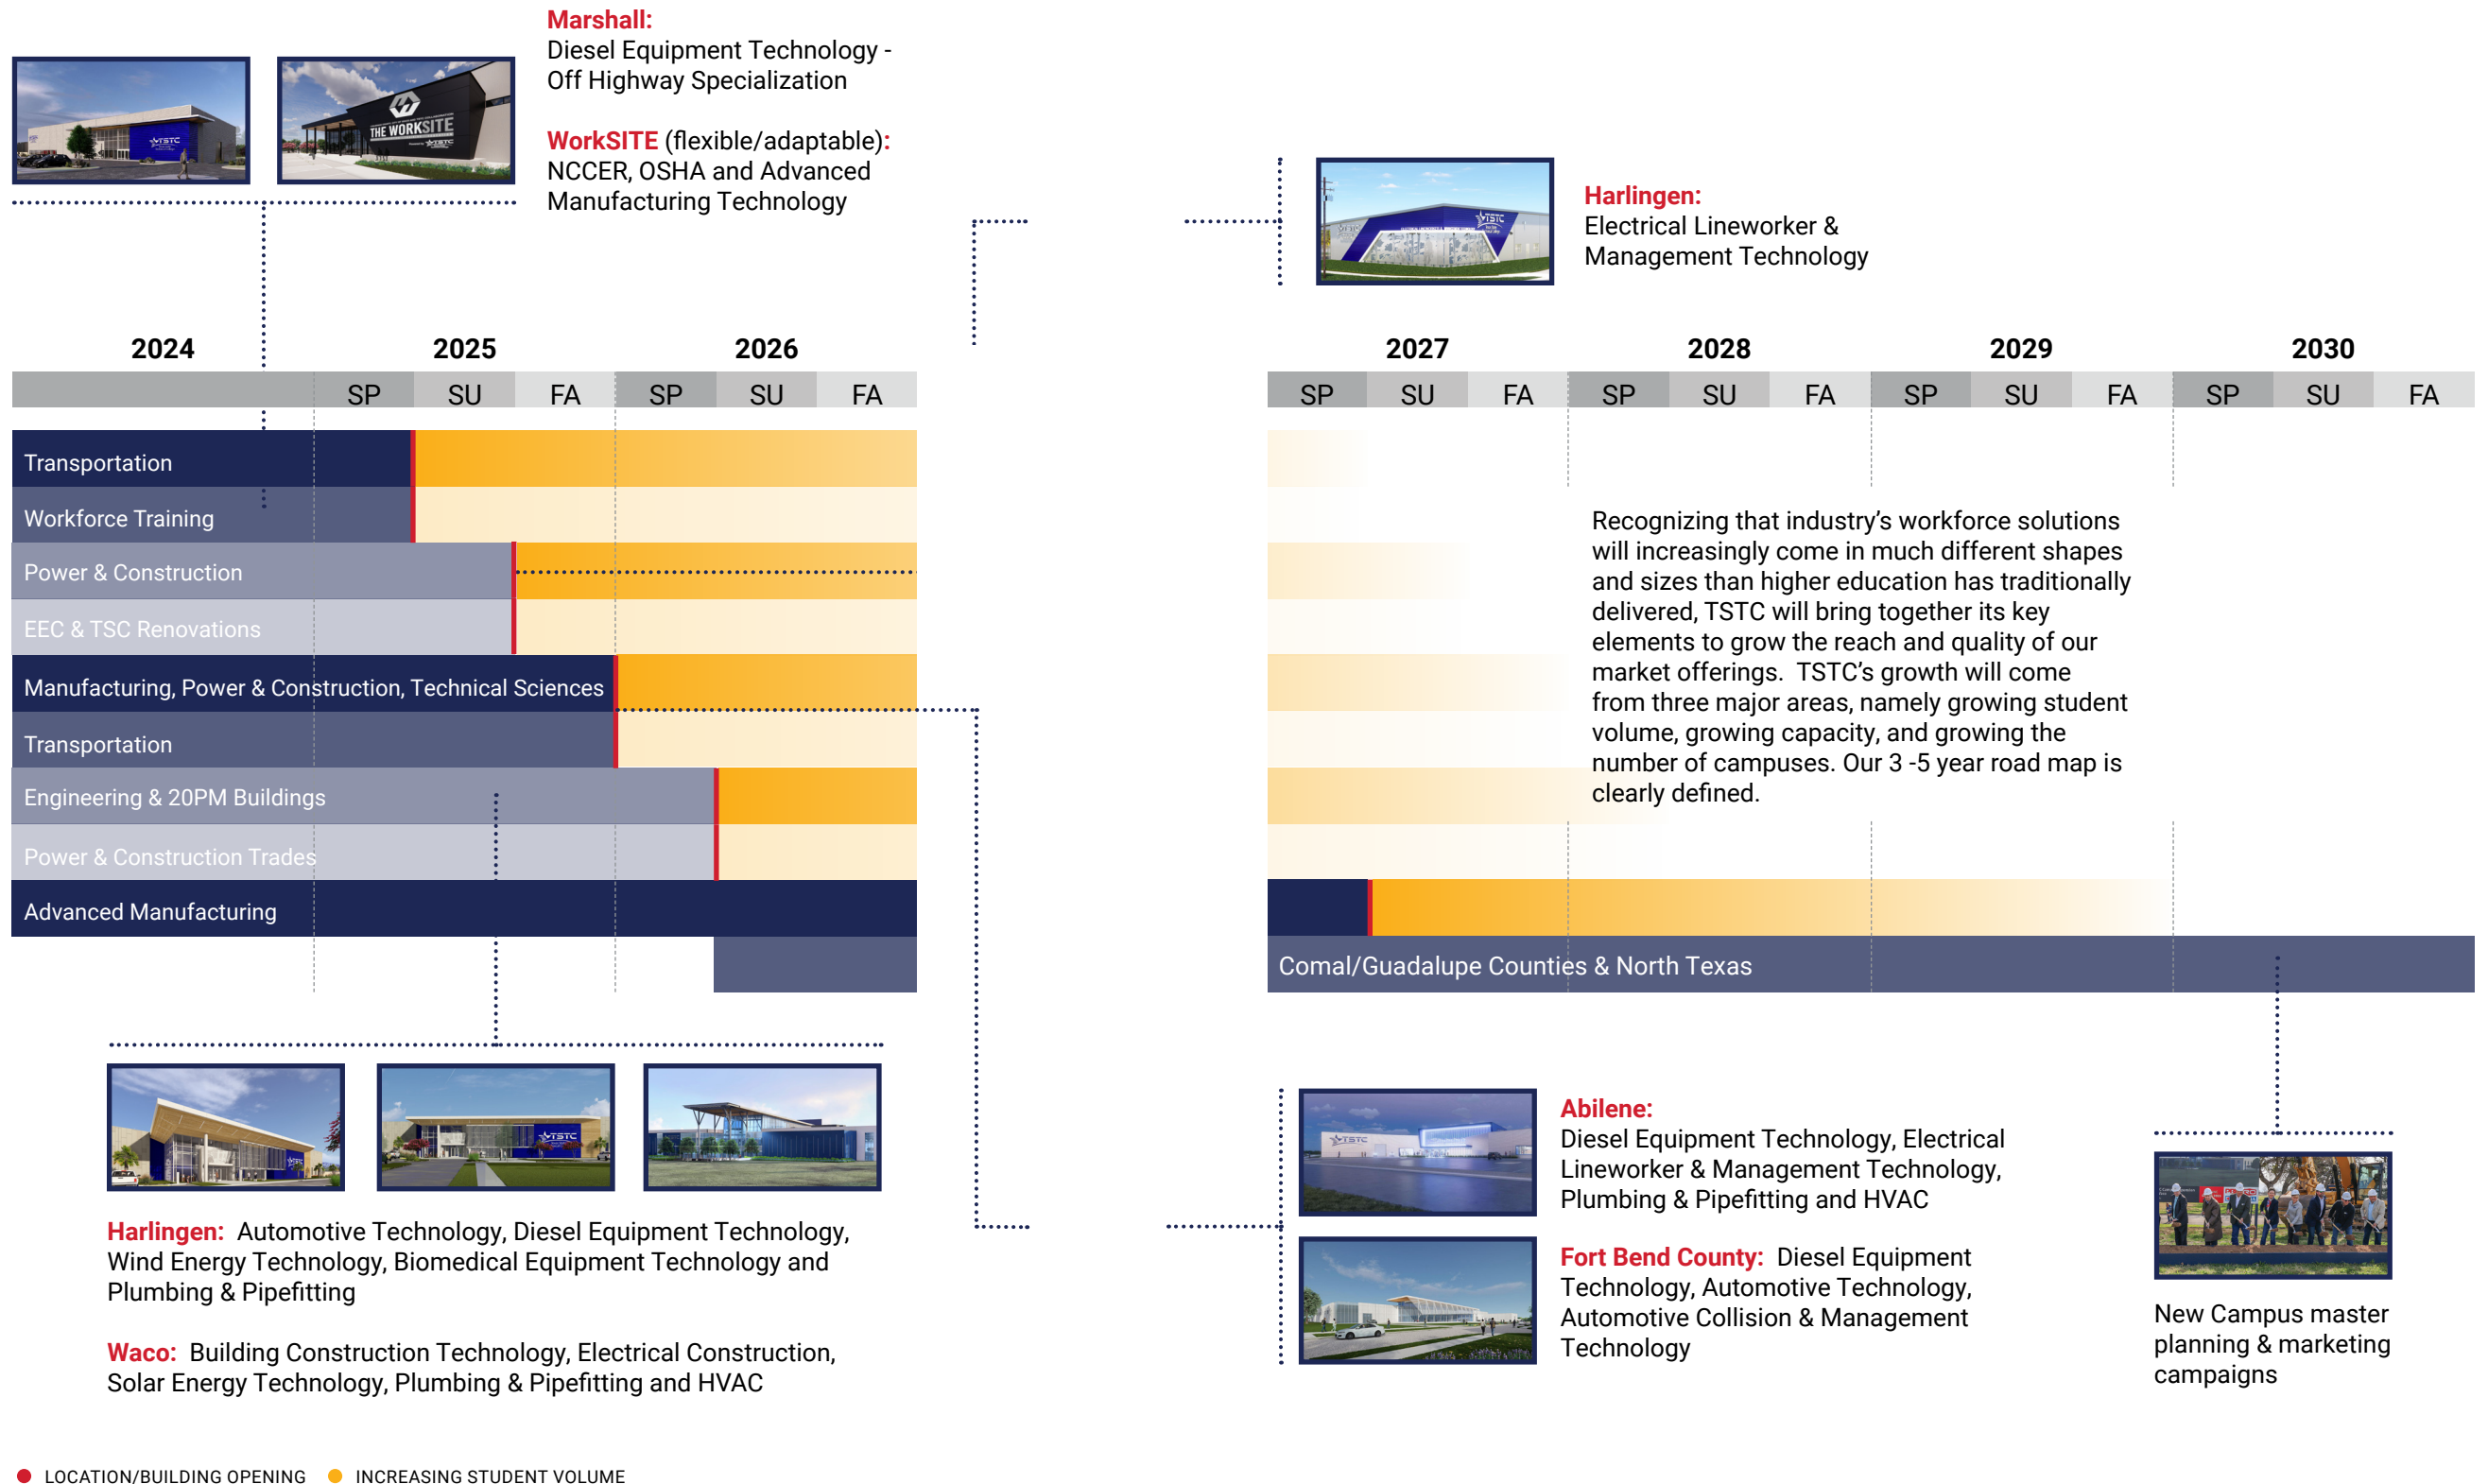 Marshall:
Diesel Equipment Technology -
Off Highway Specialization
WorkSITE (flexible/adaptable):
NCCER, OSHA and Advanced
Manufacturing Technology
TSTC
THE WORKSITE
TSTC
TSTC
Harlingen:
Electrical Lineworker &
Management Technology
2024 2025 2026
SP SU FA SP SU FA
Transportation
Workforce Training
Power & Construction
EEC & TSC Renovations
Manufacturing, Power & Construction, Technical Sciences
Transportation
Engineering & 20PM Buildings
Power & Construction Trades
Advanced Manufacturing
2027 2028 2029 2030
SP SU FA SP SU FA SP SU FA SP SU FA
Recognizing that industry’s workforce solutions
will increasingly come in much different shapes
and sizes than higher education has traditionally
delivered, TSTC will bring together its key
elements to grow the reach and quality of our
market offerings.  TSTC’s growth will come
from three major areas, namely growing student
volume, growing capacity, and growing the
number of campuses. Our 3 -5 year road map is
clearly defined.
Comal/Guadalupe Counties & North Texas
TSTC
TSTC
Harlingen:  Automotive Technology, Diesel Equipment Technology,
Wind Energy Technology, Biomedical Equipment Technology and
Plumbing & Pipefitting
Waco:  Building Construction Technology, Electrical Construction,
Solar Energy Technology, Plumbing & Pipefitting and HVAC
TSTC
Abilene:
Diesel Equipment Technology, Electrical
Lineworker & Management Technology,
Plumbing & Pipefitting and HVAC
Fort Bend County:  Diesel Equipment
Technology, Automotive Technology,
Automotive Collision & Management
Technology
New Campus master
planning & marketing
campaigns
LOCATION/BUILDING OPENING INCREASING STUDENT VOLUME